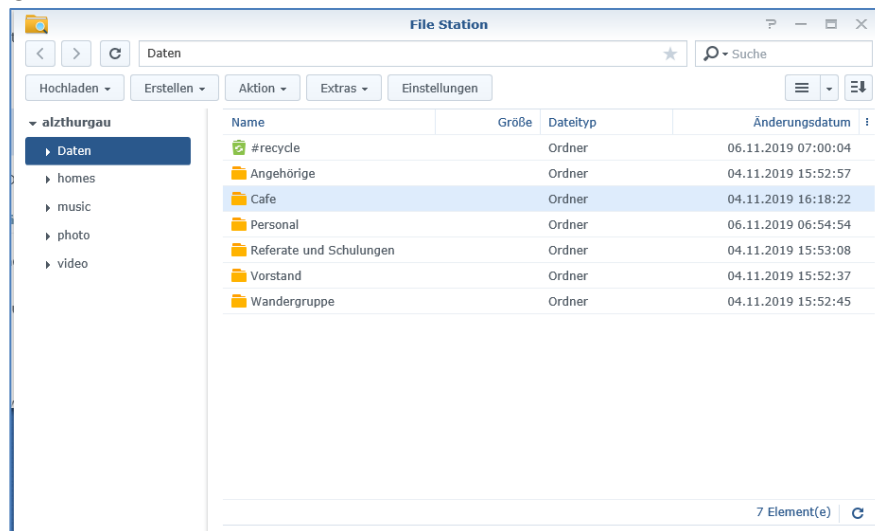 File Station
Daten
Suche
Hochladen Erstellen Aktion Extras Einstellungen
alzthurgau
Daten
homes
music
photo
video
Name Größe Dateityp Änderungsdatum
#recycle Ordner 06.11.2019 07:00:04
Angehörige Ordner 04.11.2019 15:52:57
Cafe Ordner 04.11.2019 16:18:22
Personal Ordner 06.11.2019 06:54:54
Referate und Schulungen Ordner 04.11.2019 15:53:08
Vorstand Ordner 04.11.2019 15:52:37
Wandergruppe Ordner 04.11.2019 15:52:45
7 Element(e)